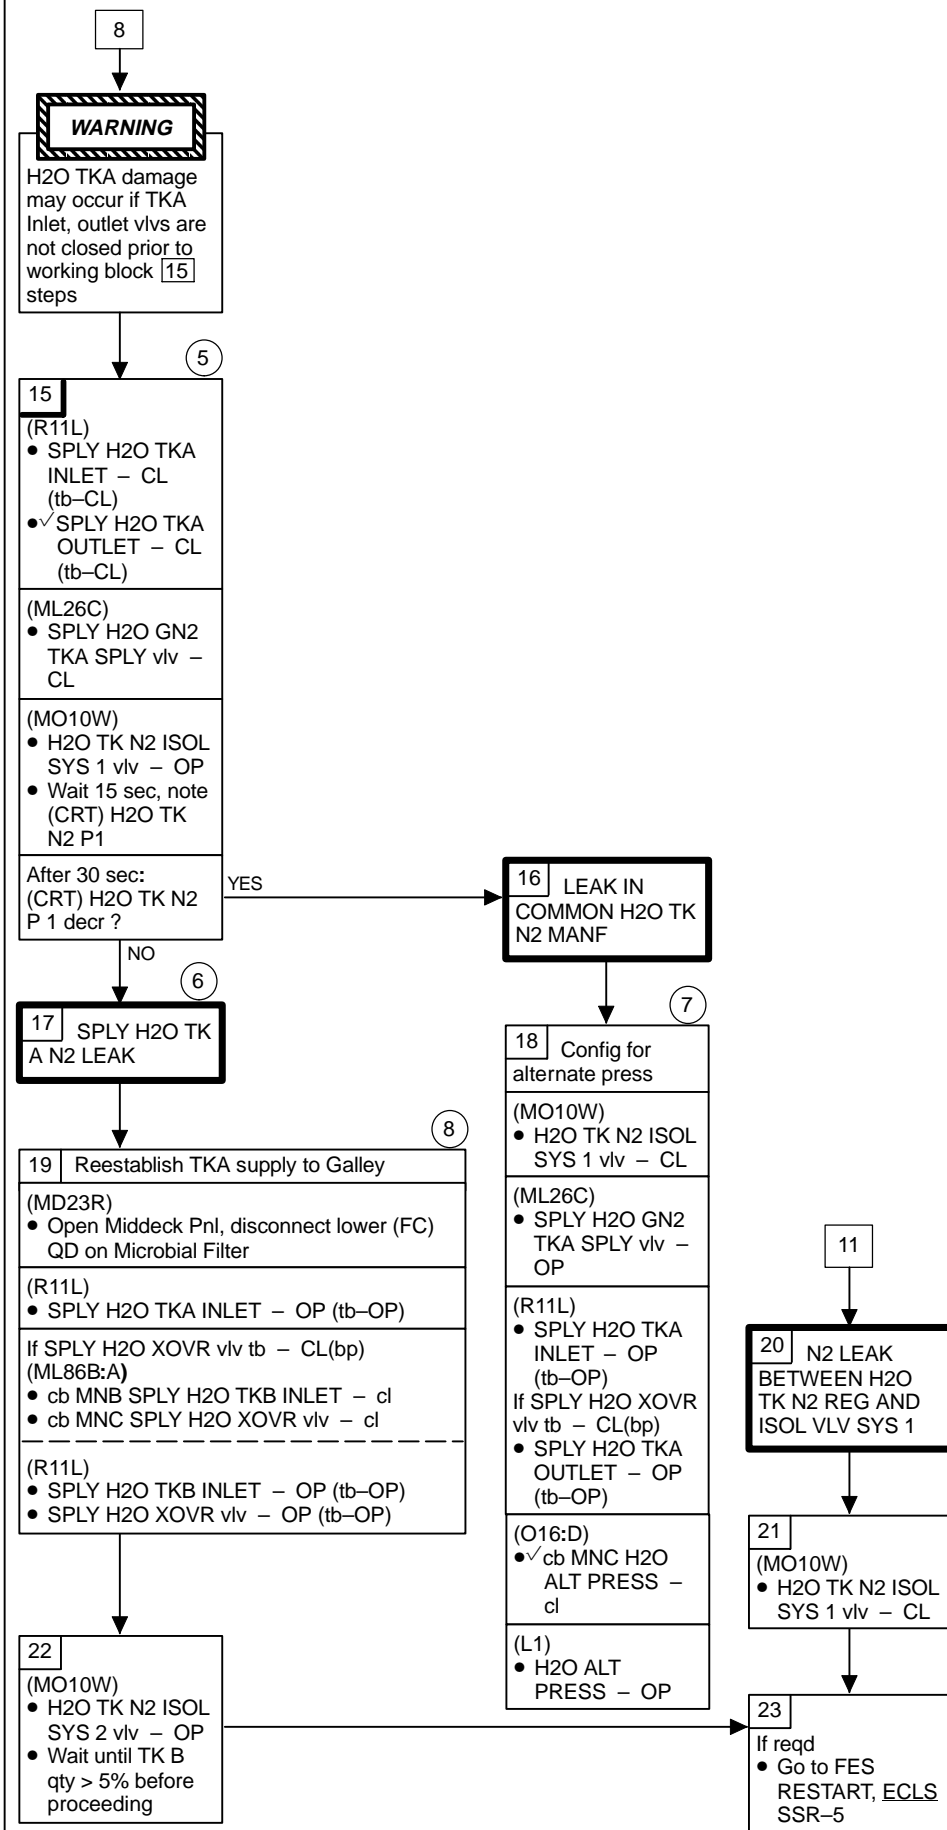 8
WARNING
H2O TKA damage
may occur if TKA
Inlet, outlet vlvs are
not closed prior to
working block 15
steps
5
15
(R11L)
• SPLY H2O TKA
INLET – CL
(tb–CL)
•√SPLY H2O TKA
OUTLET – CL
(tb–CL)
(ML26C)
• SPLY H2O GN2
TKA SPLY vlv –
CL
(MO10W)
• H2O TK N2 ISOL
SYS 1 vlv – OP
• Wait 15 sec, note
(CRT) H2O TK
N2 P1
After 30 sec:
(CRT) H2O TK N2
P 1 decr ?
YES
NO
16 LEAK IN
COMMON H2O TK
N2 MANF
6
17 SPLY H2O TK
A N2 LEAK
7
18 Config for
alternate press
(MO10W)
• H2O TK N2 ISOL
SYS 1 vlv – CL
(ML26C)
• SPLY H2O GN2
TKA SPLY vlv –
OP
(R11L)
• SPLY H2O TKA
INLET – OP
(tb–OP)
If SPLY H2O XOVR
vlv tb – CL(bp)
• SPLY H2O TKA
OUTLET – OP
(tb–OP)
(O16:D)
•√cb MNC H2O
ALT PRESS –
cl
(L1)
• H2O ALT
PRESS – OP
8
19 Reestablish TKA supply to Galley
(MD23R)
• Open Middeck Pnl, disconnect lower (FC)
QD on Microbial Filter
(R11L)
• SPLY H2O TKA INLET – OP (tb–OP)
If SPLY H2O XOVR vlv tb – CL(bp)
(ML86B:A)
• cb MNB SPLY H2O TKB INLET – cl
• cb MNC SPLY H2O XOVR vlv – cl
(R11L)
• SPLY H2O TKB INLET – OP (tb–OP)
• SPLY H2O XOVR vlv – OP (tb–OP)
11
20 N2 LEAK
BETWEEN H2O
TK N2 REG AND
ISOL VLV SYS 1
21
(MO10W)
• H2O TK N2 ISOL
SYS 1 vlv – CL
22
(MO10W)
• H2O TK N2 ISOL
SYS 2 vlv – OP
• Wait until TK B
qty > 5% before
proceeding
23
If reqd
• Go to FES
RESTART, ECLS
SSR–5